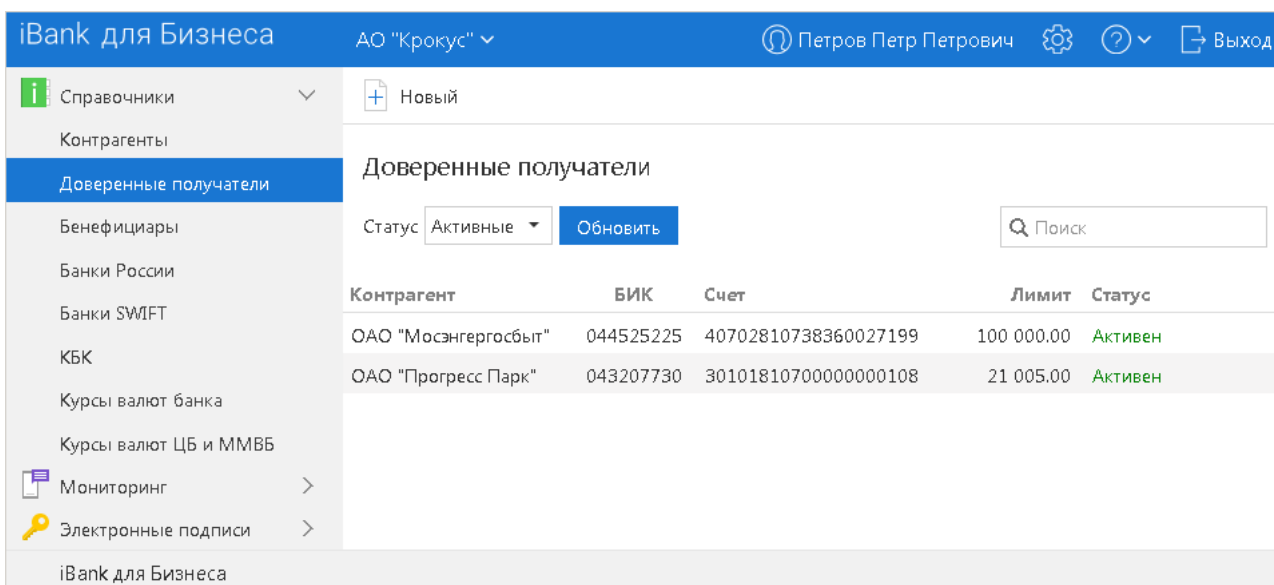 iBank для Бизнеса
АО "Крокус"
Петров Петр Петрович
Выход
Справочники
Контрагенты
Доверенные получатели
Бенефициары
Банки России
Банки SWIFT
КБК
Курсы валют банка
Курсы валют ЦБ и ММВБ
Мониторинг
Электронные подписи
Новый
Доверенные получатели
Статус Активные Обновить Поиск
Контрагент БИК Счет Лимит Статус
ОАО "Мосэнгергосбыт" 044525225 40702810738360027199 100 000.00 Активен
ОАО "Прогресс Парк" 043207730 30101810700000000108 21 005.00 Активен
iBank для Бизнеса